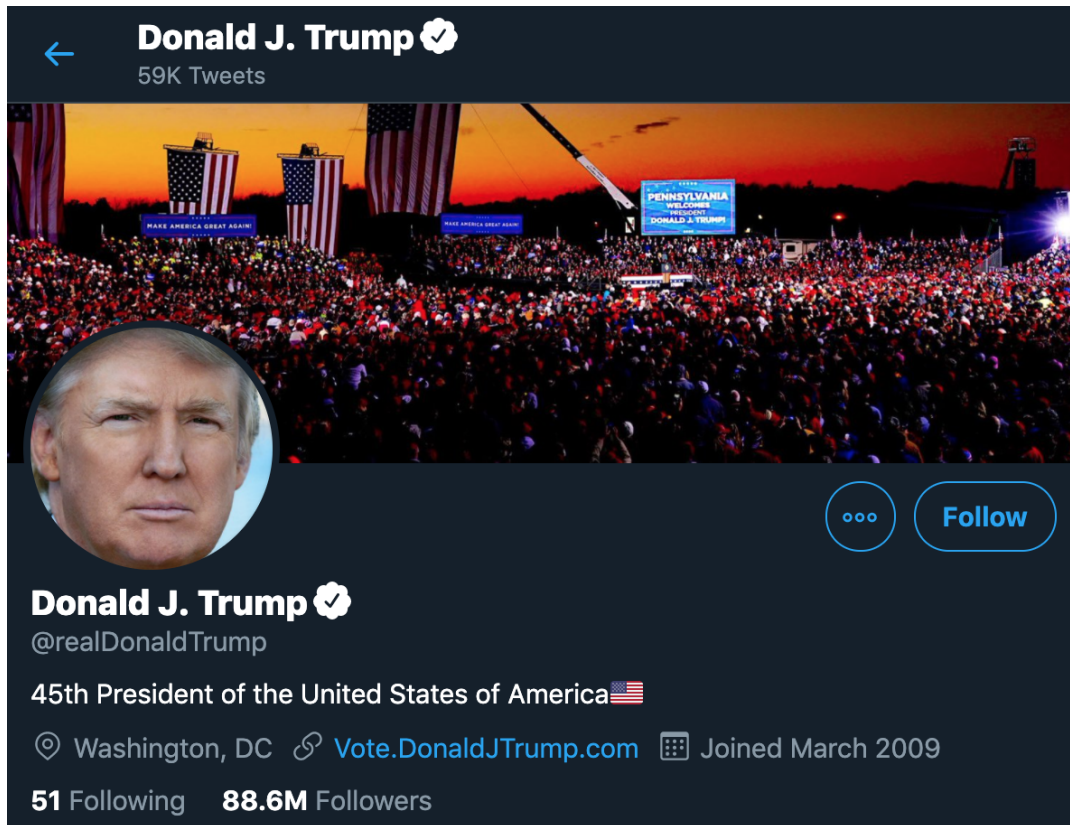 Donald J. Trump
59K Tweets
MAKE AMERICA GREAT AGAIN!
MAKE AMERICA GREAT AGAIN!
PENNSYLVANIA
WELCOMES
PRESIDENT
DONALD J. TRUMP!
Follow
Donald J. Trump
@realDonaldTrump
45th President of the United States of America🇺🇸
Washington, DC Vote.DonaldJTrump.com Joined March 2009
51 Following 88.6M Followers